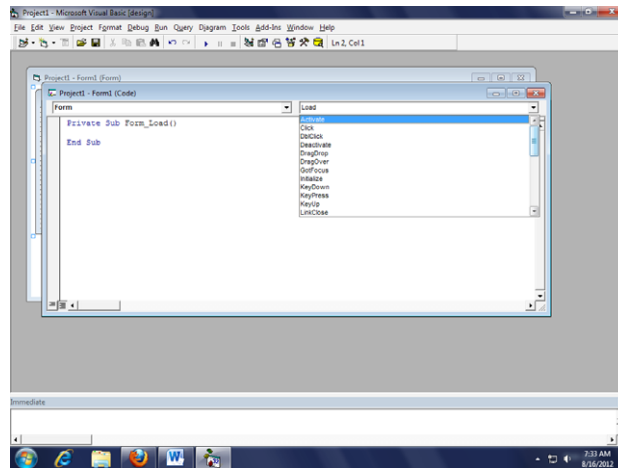 Project1 - Microsoft Visual Basic [design]
File Edit View Project Format Debug Run Query Diagram Tools Add-Ins Window Help
Ln 2, Col 1
Project1 - Form1 (Form)
Project1 - Form1 (Code)
Form
Load
Private Sub Form_Load()
End Sub
Activate
Click
DblClick
Deactivate
DragDrop
DragOver
GotFocus
Initialize
KeyDown
KeyPress
KeyUp
LinkClose
Immediate
W
7:33 AM
8/16/2012